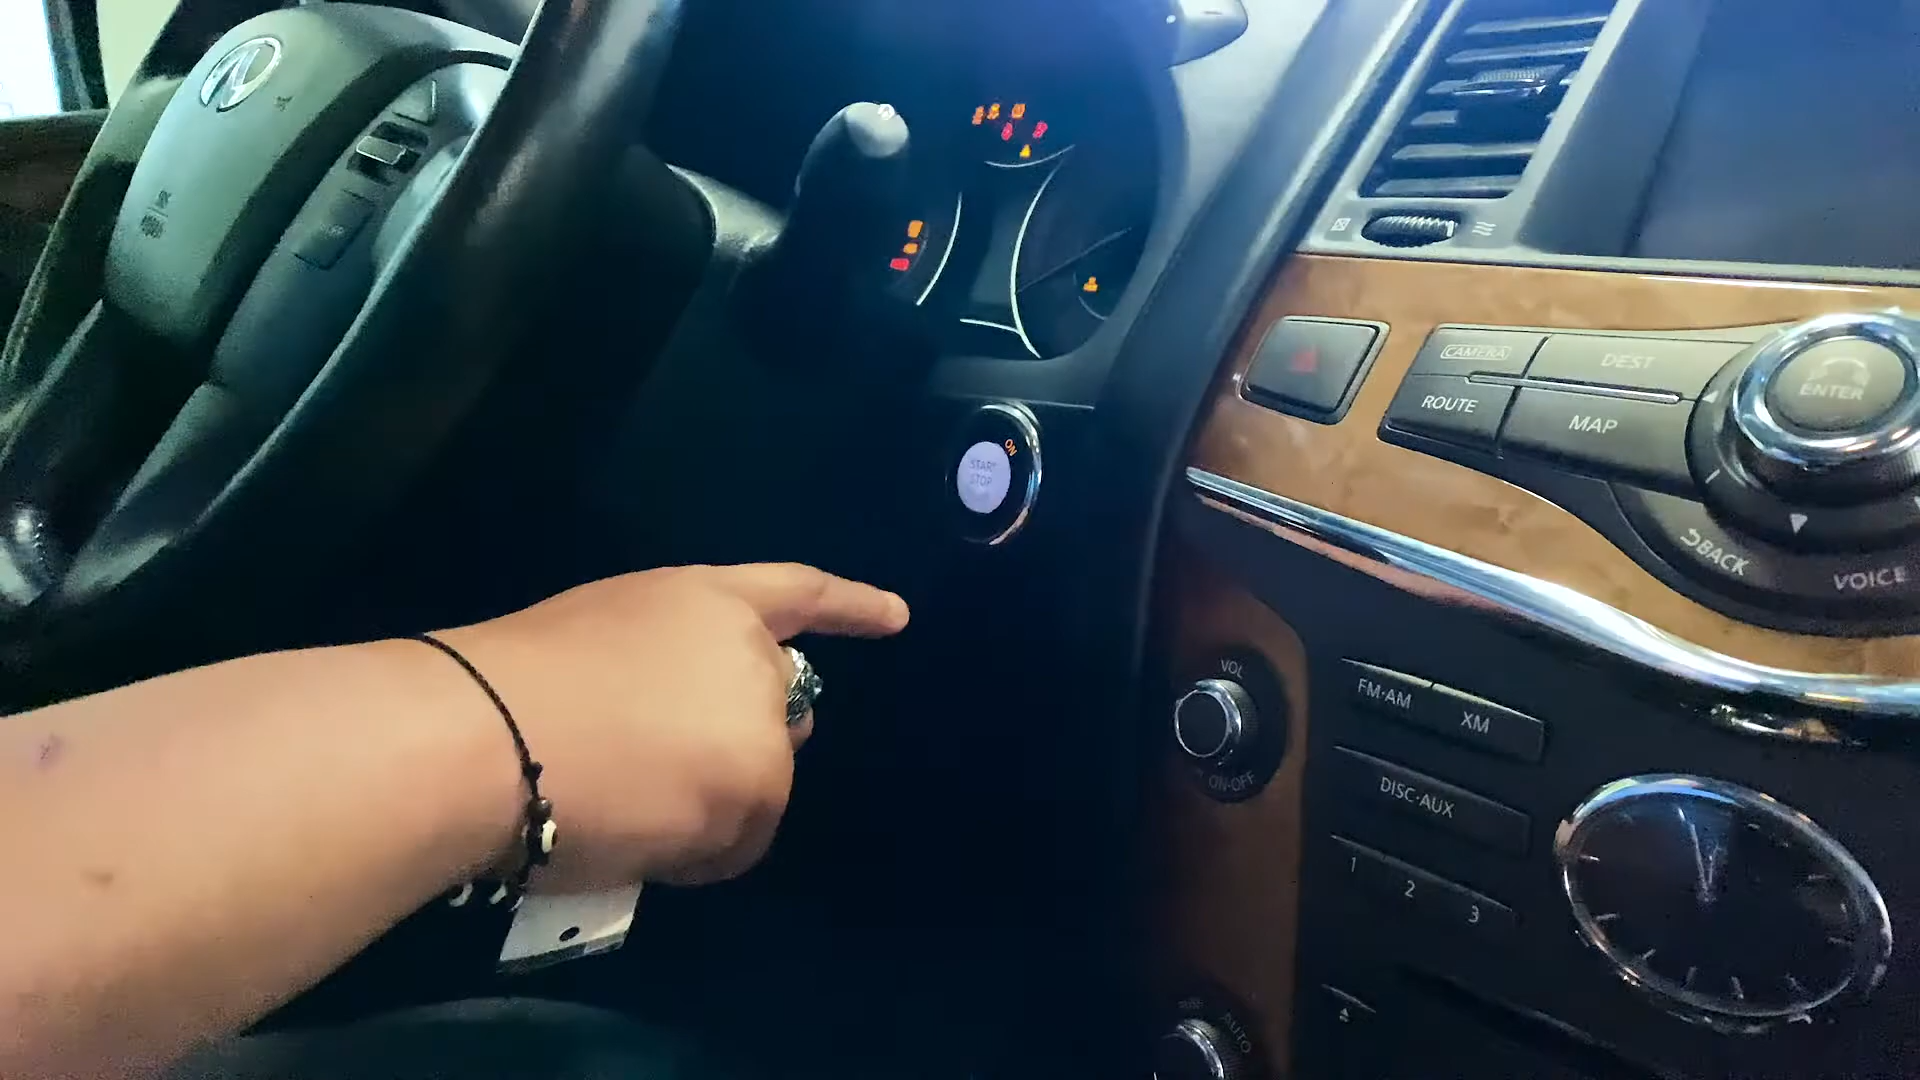 ON
START
STOP
CAMERA
DEST
ROUTE
MAP
ENTER
BACK
VOICE
VOL
ON·OFF
FM·AM
XM
DISC·AUX
1
2
3
AUTO